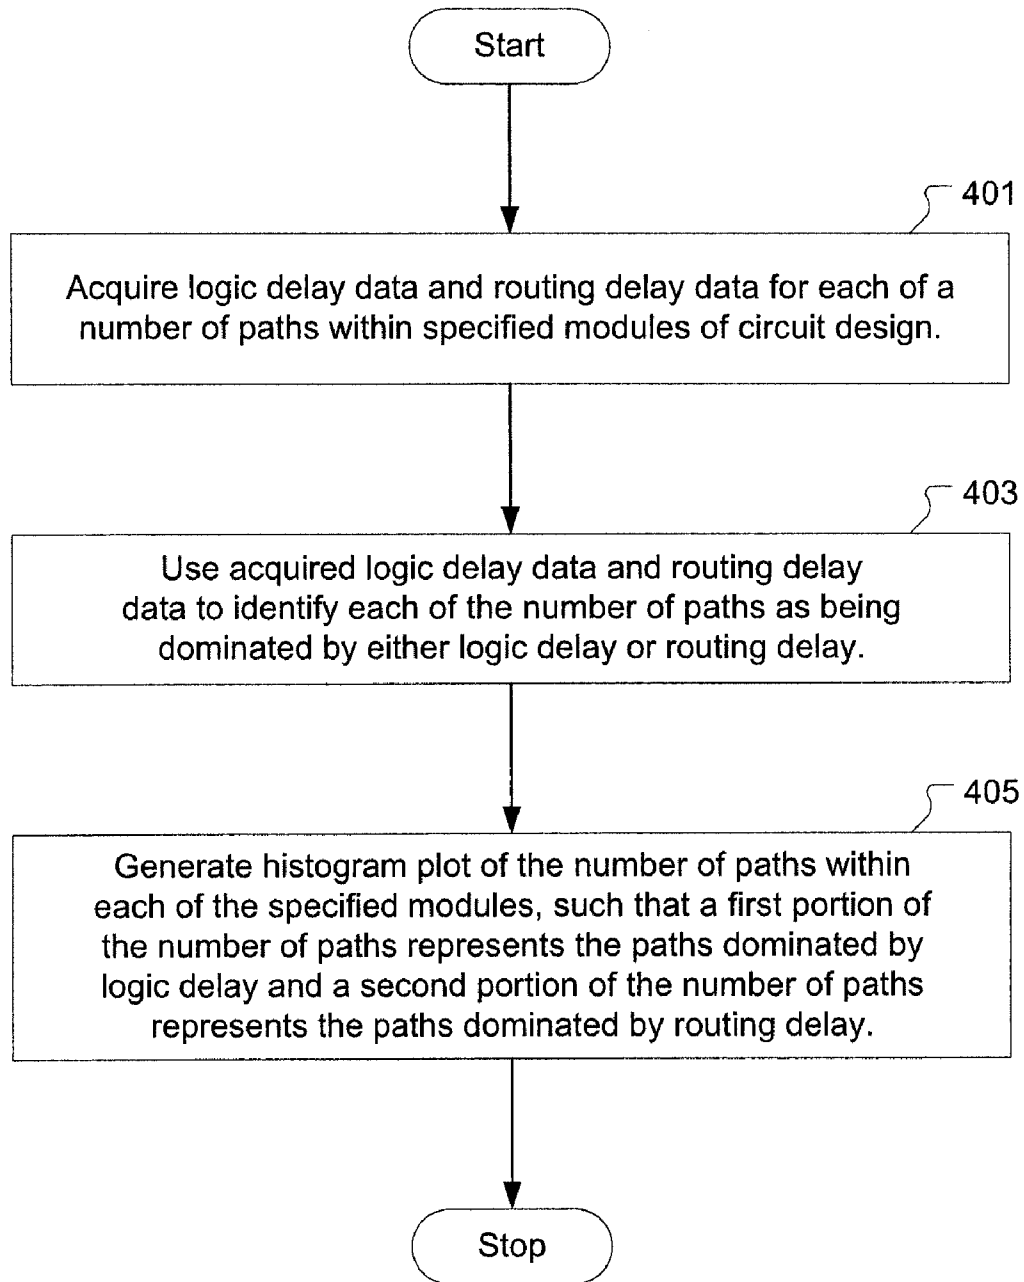 Start
401
Acquire logic delay data and routing delay data for each of a
number of paths within specified modules of circuit design.
403
Use acquired logic delay data and routing delay
data to identify each of the number of paths as being
dominated by either logic delay or routing delay.
405
Generate histogram plot of the number of paths within
each of the specified modules, such that a first portion of
the number of paths represents the paths dominated by
logic delay and a second portion of the number of paths
represents the paths dominated by routing delay.
Stop